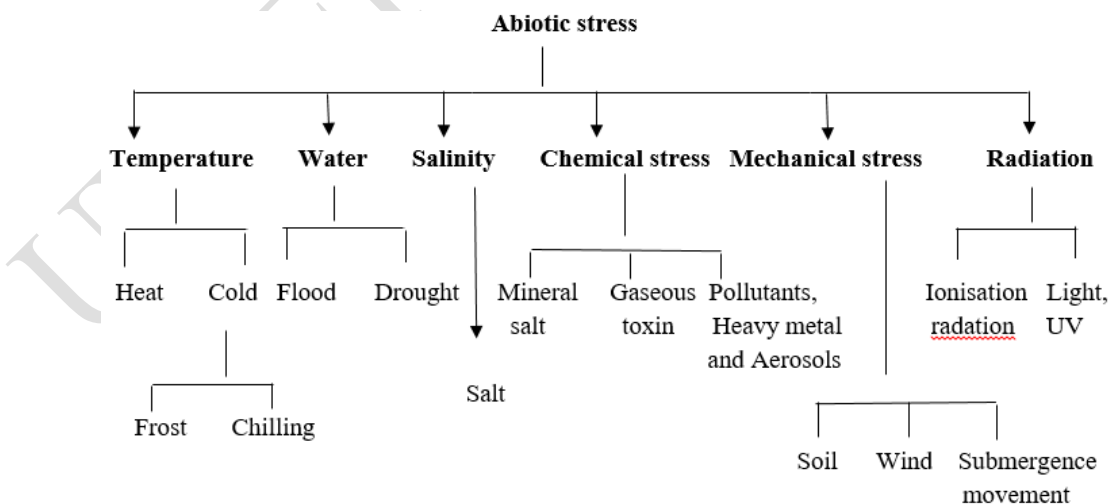 Abiotic stress
Temperature Water Salinity Chemical stress Mechanical stress Radiation
Heat Cold Flood Drought Mineral salt Gaseous toxin Pollutants, Heavy metal and Aerosols Ionisation radation Light, UV
Salt
Frost Chilling
Soil Wind Submergence movement